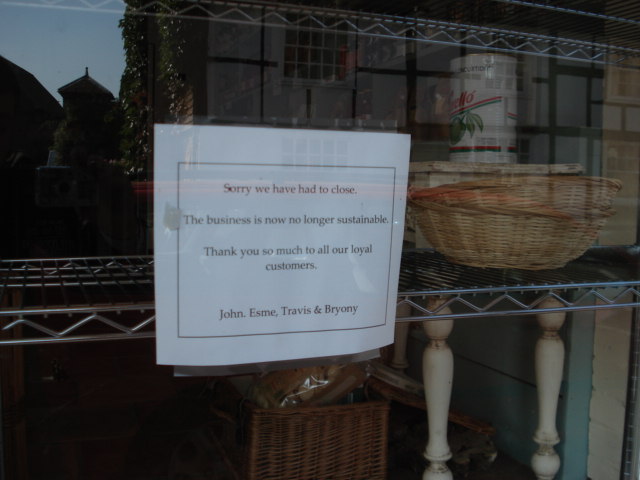 Sorry we have had to close.
The business is now no longer sustainable.
Thank you so much to all our loyal
customers.
John. Esme, Travis & Bryony